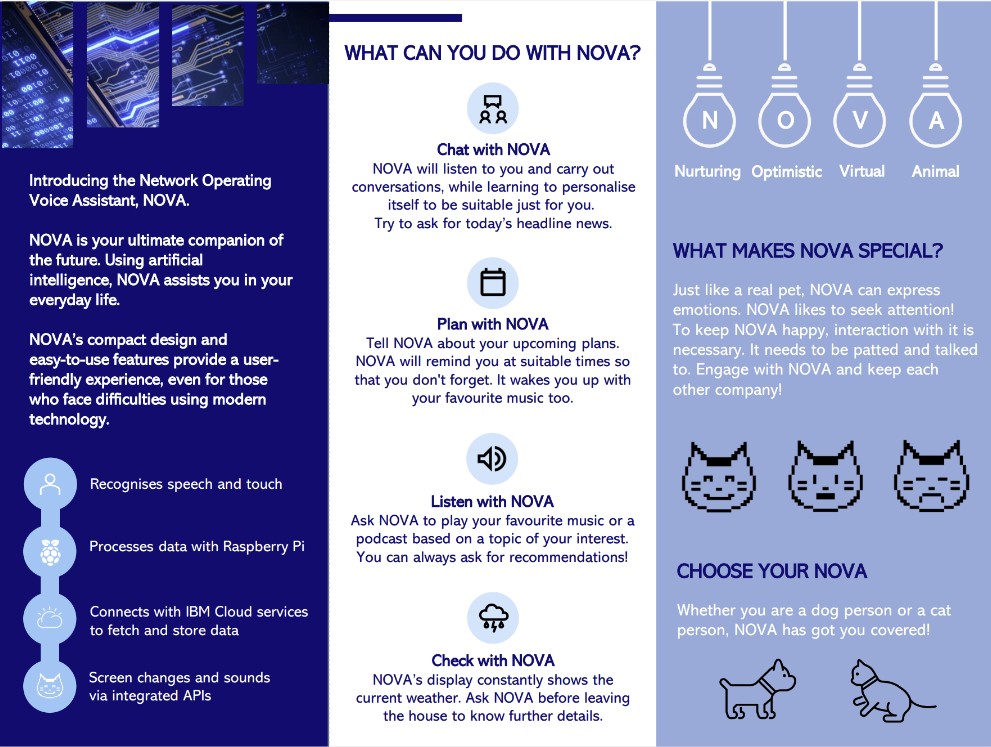 Introducing the Network Operating
Voice Assistant, NOVA.
NOVA is your ultimate companion of
the future. Using artificial
intelligence, NOVA assists you in your
everyday life.
NOVA's compact design and
easy-to-use features provide a user-
friendly experience, even for those
who face difficulties using modern
technology.
Recognises speech and touch
Processes data with Raspberry Pi
Connects with IBM Cloud services
to fetch and store data
Screen changes and sounds
via integrated APIs
WHAT CAN YOU DO WITH NOVA?
Chat with NOVA
NOVA will listen to you and carry out
conversations, while learning to personalise
itself to be suitable just for you.
Try to ask for today's headline news.
Plan with NOVA
Tell NOVA about your upcoming plans.
NOVA will remind you at suitable times so
that you don't forget. It wakes you up with
your favourite music too.
Listen with NOVA
Ask NOVA to play your favourite music or a
podcast based on a topic of your interest.
You can always ask for recommendations!
Check with NOVA
NOVA's display constantly shows the
current weather. Ask NOVA before leaving
the house to know further details.
N O V A
Nurturing Optimistic Virtual Animal
WHAT MAKES NOVA SPECIAL?
Just like a real pet, NOVA can express
emotions. NOVA likes to seek attention!
To keep NOVA happy, interaction with it is
necessary. It needs to be patted and talked
to. Engage with NOVA and keep each
other company!
CHOOSE YOUR NOVA
Whether you are a dog person or a cat
person, NOVA has got you covered!